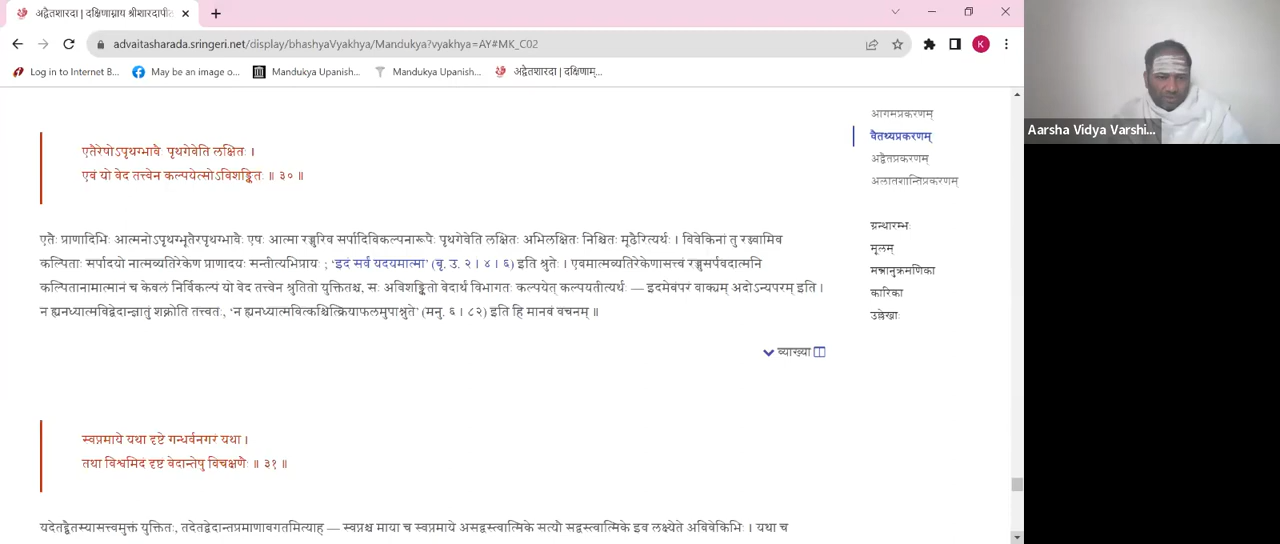 अद्वैतशारदा | दक्षिणाम्नाय श्रीशारदापीठ
advaitasharada.sringeri.net/display/bhashyaVyakhya/Mandukya?vyakhya=AY#MK_C02
K
Log in to Internet B...
May be an image o...
Mandukya Upanish...
Mandukya Upanish...
अद्वैतशारदा | दक्षिणाम्...
एतैरेषोऽपृथग्भावैः पृथगेवेति लक्षितः ।
एवं यो वेद तत्त्वेन कल्पयेत्सोऽविशङ्कितः ॥ ३० ॥
एतैः प्राणादिभिः आत्मनोऽपृथग्भूतैरपृथग्भावैः एषः आत्मा रज्जुरिव सर्पादिविकल्पनारूपैः पृथगेवेति लक्षितः अभिलक्षितः निश्चितः मूढैरित्यर्थः । विवेकिनां तु रज्ज्वामिव
कल्पिताः सर्पादयो नात्मव्यतिरेकेण प्राणादयः सन्तीत्यभिप्रायः ; ‘इदं सर्वं यदयमात्मा’ (बृ. उ. २ । ४ । ६) इति श्रुतेः । एवमात्मव्यतिरेकेणासत्त्वं रज्जुसर्पवदात्मनि
कल्पितानामात्मानं च केवलं निर्विकल्पं यो वेद तत्त्वेन श्रुतितो युक्तितश्च, सः अविशङ्कितो वेदार्थं विभागतः कल्पयेत् कल्पयतीत्यर्थः — इदमेवंपरं वाक्यम् अदोऽन्यपरम् इति ।
न ह्यनध्यात्मविद्वेदान्ज्ञातुं शक्नोति तत्त्वतः, ‘न ह्यनध्यात्मवित्कश्चित्क्रियाफलमुपाश्नुते’ (मनु. ६ । ८२) इति हि मानवं वचनम् ॥
व्याख्या
स्वप्नमाये यथा दृष्टे गन्धर्वनगरं यथा ।
तथा विश्वमिदं दृष्टं वेदान्तेषु विचक्षणैः ॥ ३१ ॥
यदेतद्द्वैतस्यासत्त्वमुक्तं युक्तितः, तदेतद्वेदान्तप्रमाणावगतमित्याह — स्वप्नश्च माया च स्वप्नमाये असद्वस्त्वात्मिके सत्यौ सद्वस्त्वात्मिके इव लक्ष्येते अविवेकिभिः । यथा च
आगमप्रकरणम्
वैतथ्यप्रकरणम्
अद्वैतप्रकरणम्
अलातशान्तिप्रकरणम्
ग्रन्थारम्भः
मूलम्
मन्त्रानुक्रमणिका
कारिका
उल्लेखाः
Aarsha Vidya Varshi...